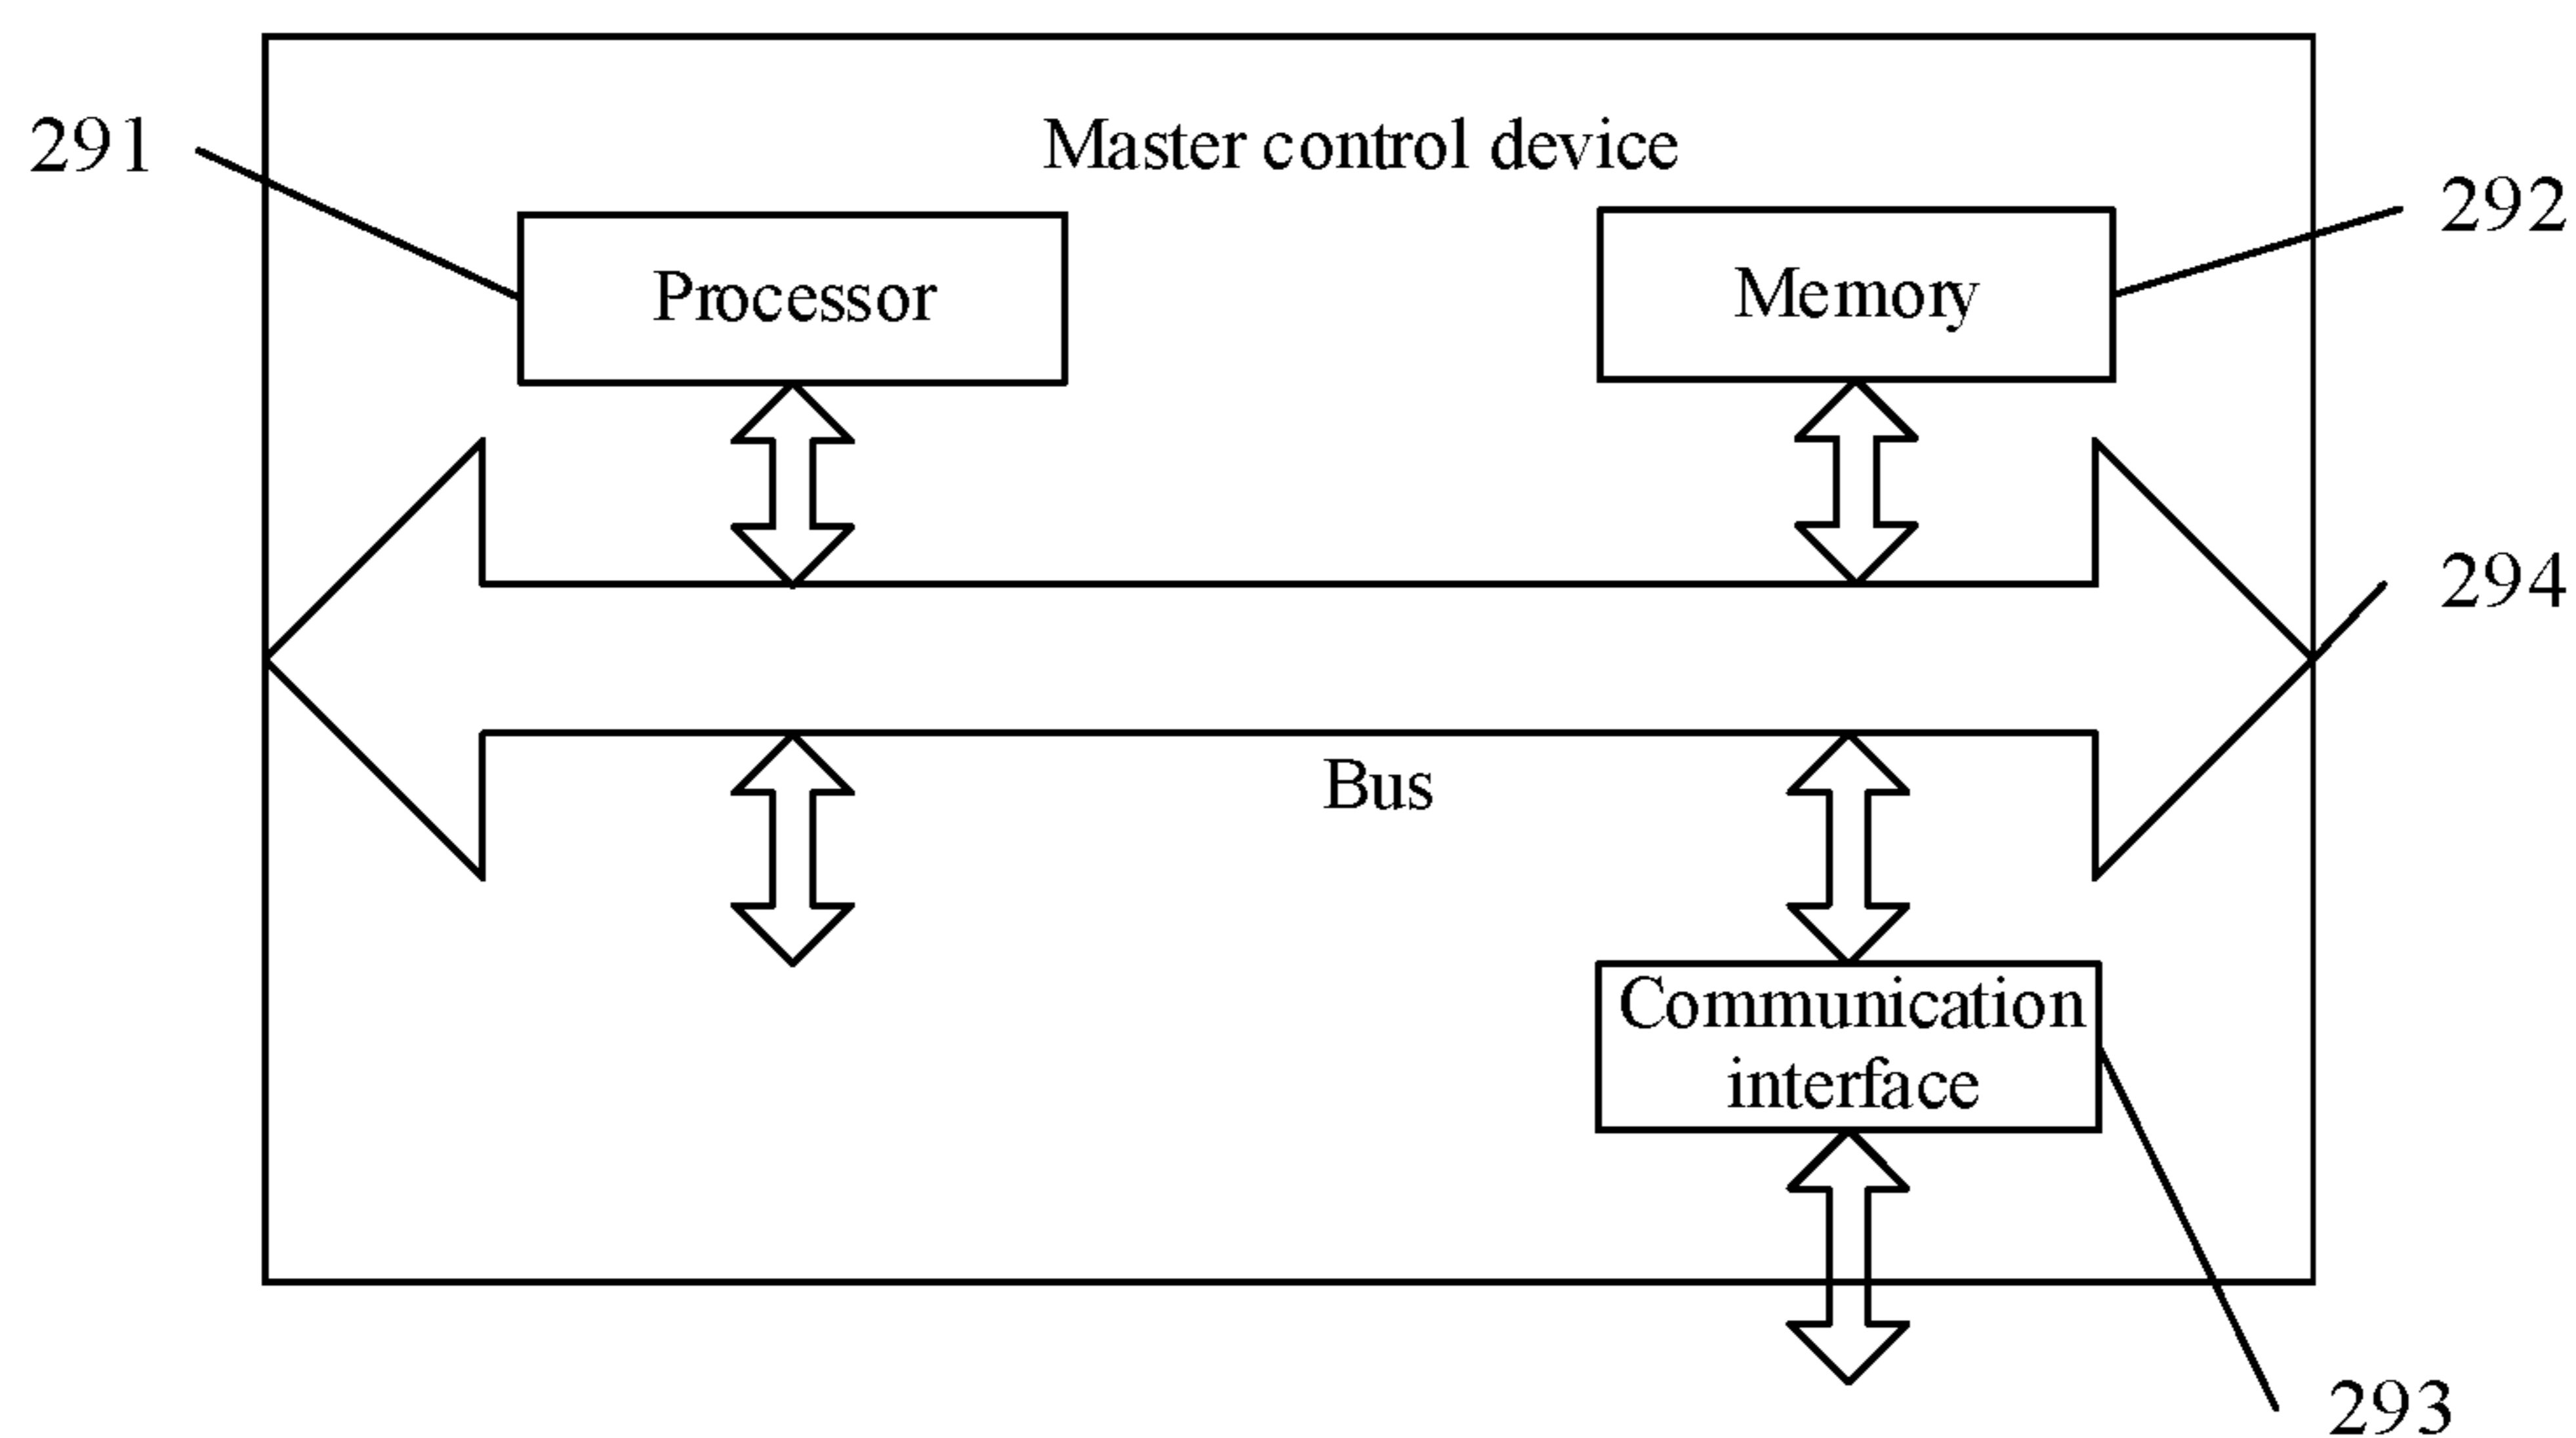 Master control device
291
292
Processor
Memory
294
Bus
Communication
interface
293